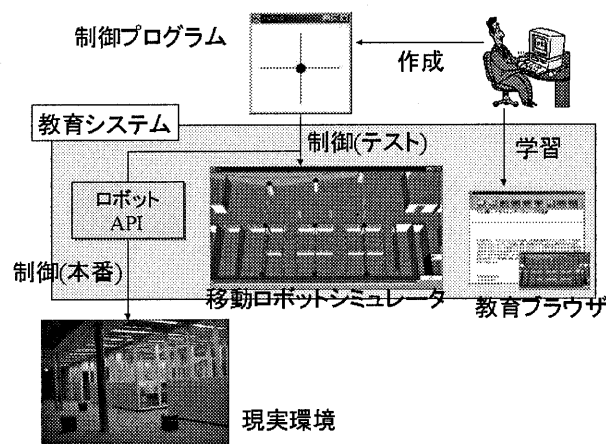 制御プログラム
作成
教育システム
制御(テスト)
学習
ロボット
API
制御(本番)
移動ロボットシミュレータ
教育ブラウザ
現実環境